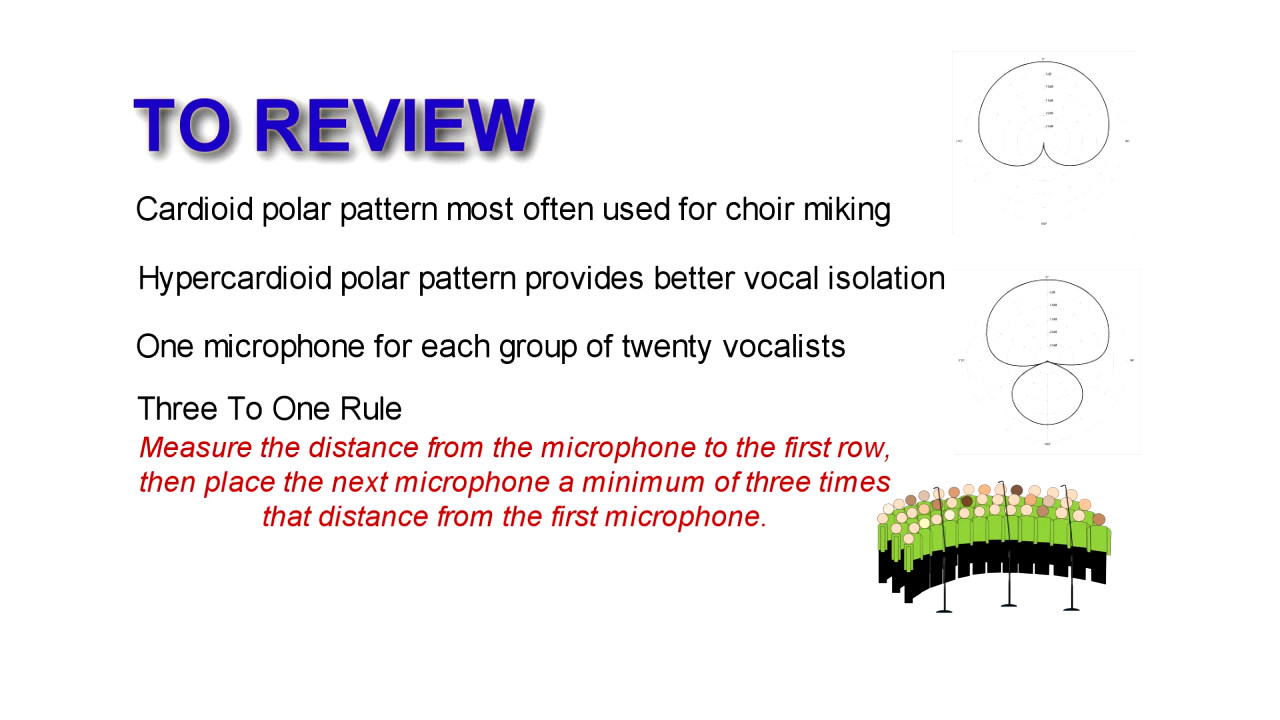 TO REVIEW
Cardioid polar pattern most often used for choir miking
Hypercardioid polar pattern provides better vocal isolation
One microphone for each group of twenty vocalists
Three To One Rule
Measure the distance from the microphone to the first row,
then place the next microphone a minimum of three times
that distance from the first microphone.